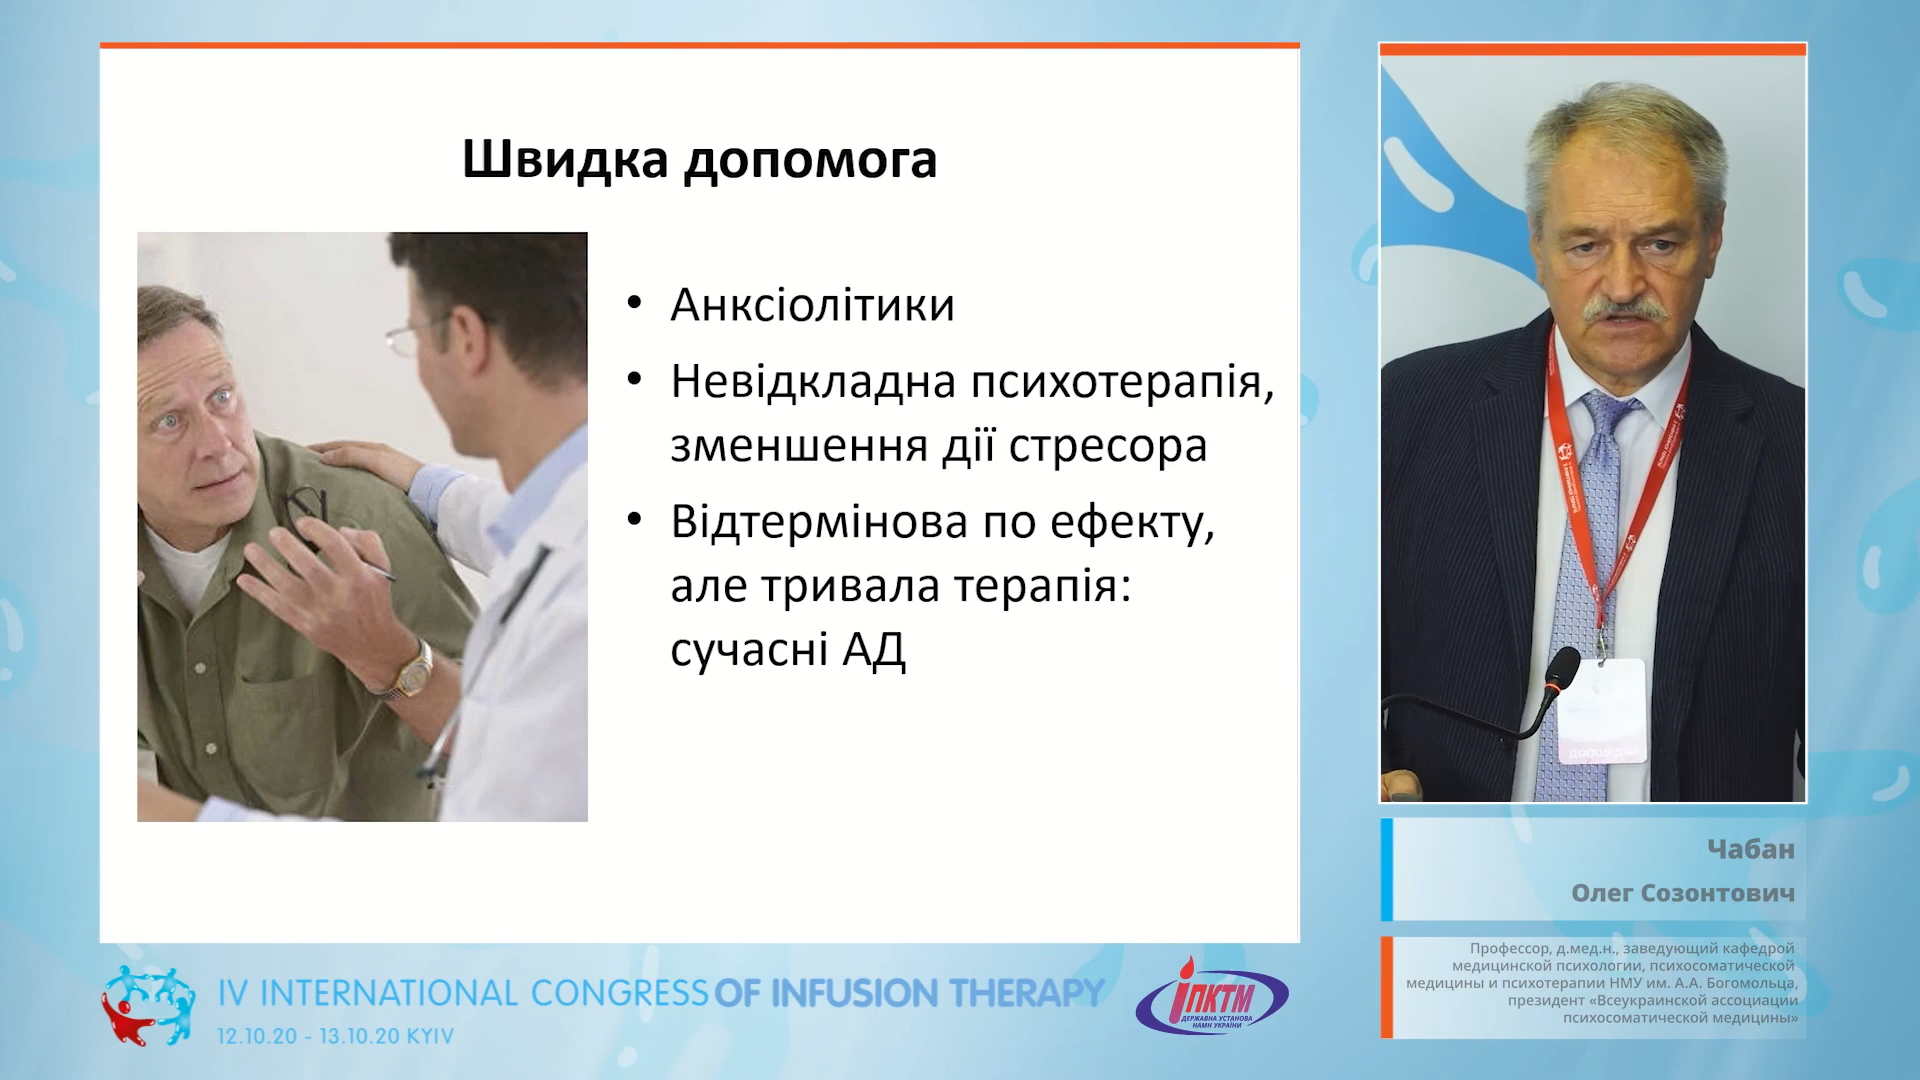 Швидка допомога
• Анксіолітики
• Невідкладна психотерапія,
зменшення дії стресора
• Відтермінова по ефекту,
але тривала терапія:
сучасні АД
Чабан
Олег Созонтович
Профессор, д.мед.н., заведующий кафедрой
медицинской психологии, психосоматической
медицины и психотерапии НМУ им. А.А. Богомольца,
президент «Всеукраинской ассоциации
психосоматической медицины»
IV INTERNATIONAL CONGRESS OF INFUSION THERAPY
12.10.20 - 13.10.20 KYIV
ІПКТМ
ДЕРЖАВНА УСТАНОВА
НАМН УКРАЇНИ